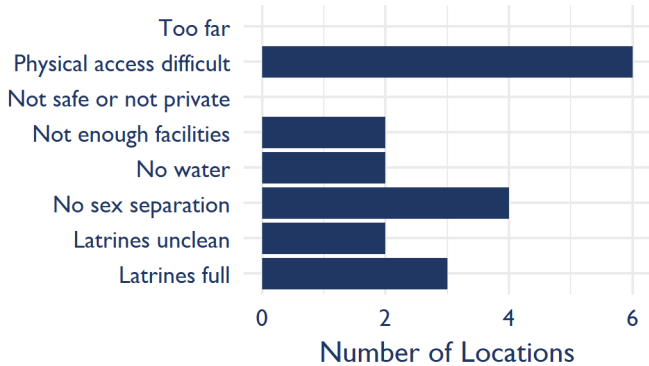 Too far
Physical access difficult
Not safe or not private
Not enough facilities
No water
No sex separation
Latrines unclean
Latrines full
0 2 4 6
Number of Locations